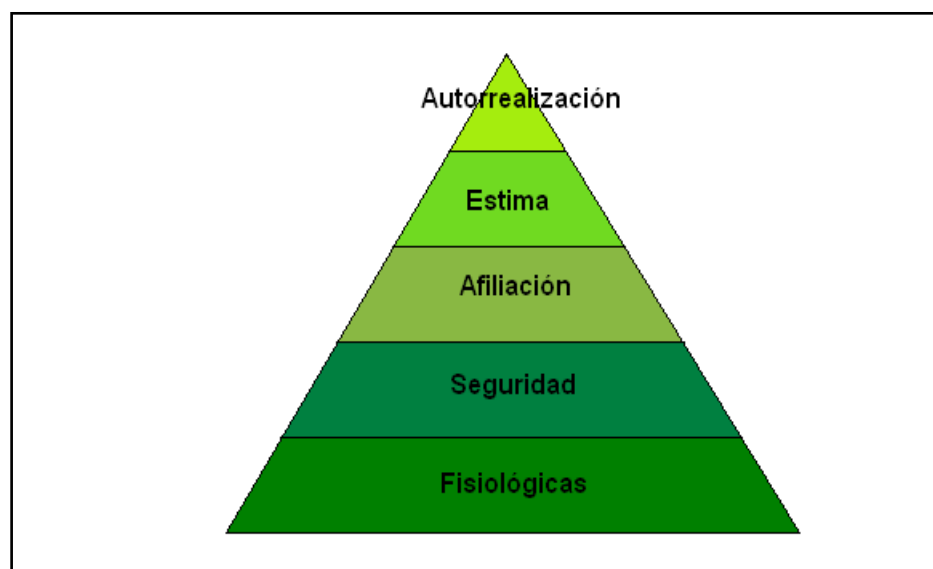 Autorrealización
Estima
Afiliación
Seguridad
Fisiológicas